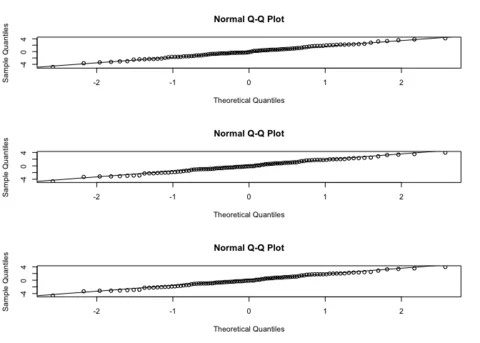 Normal Q-Q Plot
Sample Quantiles
4
0
-4
-2 -1 0 1 2
Theoretical Quantiles
Normal Q-Q Plot
Sample Quantiles
4
0
-4
-2 -1 0 1 2
Theoretical Quantiles
Normal Q-Q Plot
Sample Quantiles
4
0
-4
-2 -1 0 1 2
Theoretical Quantiles